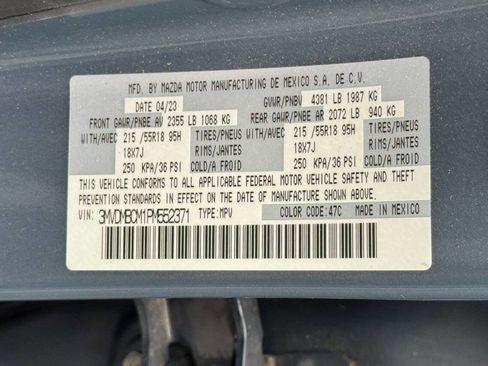 MFD. BY MAZDA MOTOR MANUFACTURING DE MEXICO S.A. DE C.V.
DATE 04/23 GVWR/PNBV 4381 LB 1987 KG
FRONT GAWR/PNBE AV 2355 LB 1068 KG REAR GAWR/PNBE AR 2072 LB 940 KG
WITH/AVEC 215 /55R18 95H TIRES/PNEUS WITH/AVEC 215 /55R18 95H TIRES/PNEUS
18X7J RIMS/JANTES 18X7J RIMS/JANTES
250 KPA/36 PSI COLD/A FROID 250 KPA/36 PSI COLD/A FROID
THIS VEHICLE CONFORMS TO ALL APPLICABLE FEDERAL MOTOR VEHICLE SAFETY AND THEFT
PREVENTION STANDARDS IN EFFECT ON THE DATE OF MANUFACTURE SHOWN ABOVE.
VIN: 3MVDMBCM1PM552371 TYPE: MPV COLOR CODE: 47C MADE IN MEXICO